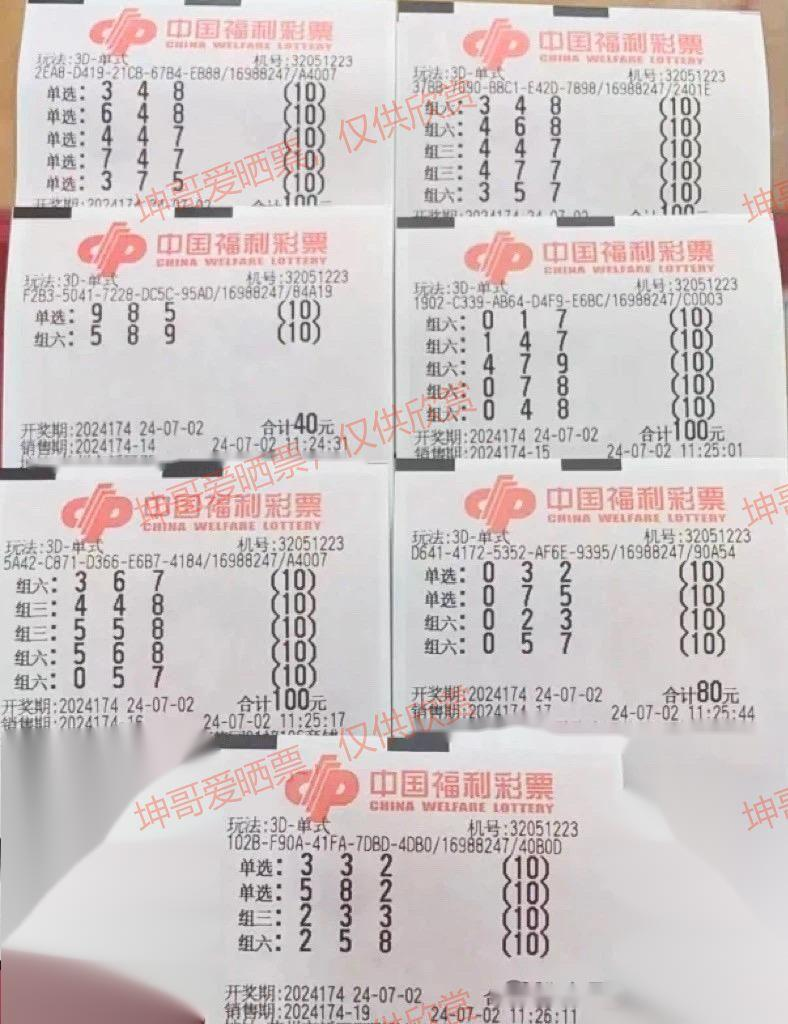 中国福利彩票
CHINA WELFARE LOTTERY
玩法:3D-单式 机号:32051223
2EA8-D419-21CB-67B4-EB88/16988247/A4007
单选: 3 4 8 (10)
单选: 6 4 8 (10)
单选: 4 4 7 (10)
单选: 7 4 7 (10)
单选: 3 7 5 (10)
开奖期:2024174 24-07-02 合计100
中国福利彩票
CHINA WELFARE LOTTERY
玩法:3D-单式 机号:32051223
37BB-7090-B8C1-E42D-7898/16988247/2401E
组六: 3 4 8 (10)
组六: 4 6 8 (10)
组三: 4 4 7 (10)
组三: 4 7 7 (10)
组六: 3 5 7 (10)
开奖期:2024174 24-07-02 合计100
中国福利彩票
CHINA WELFARE LOTTERY
玩法:3D-单式 机号:32051223
F2B3-5041-7228-DC5C-95AD/16988247/84A19
单选: 9 8 5 (10)
组六: 5 8 9 (10)
开奖期:2024174 24-07-02 合计40元
销售期:2024174-14 24-07-02 11:24:31
中国福利彩票
CHINA WELFARE LOTTERY
玩法:3D-单式 机号:32051223
1902-C339-AB64-D4F9-E6BC/16988247/C0D03
组六: 0 1 7 (10)
组六: 1 4 7 (10)
组六: 4 7 9 (10)
组六: 0 7 8 (10)
组六: 0 4 8 (10)
开奖期:2024174 24-07-02 合计100元
销售期:2024174-15 24-07-02 11:25:01
中国福利彩票
CHINA WELFARE LOTTERY
玩法:3D-单式 机号:32051223
5A42-C871-D366-E6B7-4184/16988247/A4007
组六: 3 6 7 (10)
组三: 4 4 8 (10)
组三: 5 5 8 (10)
组六: 5 6 8 (10)
组六: 0 5 7 (10)
开奖期:2024174 24-07-02 合计100元
销售期:2024174-16 24-07-02 11:25:17
中国福利彩票
CHINA WELFARE LOTTERY
玩法:3D-单式 机号:32051223
D641-4172-5352-AF6E-9395/16988247/90A54
单选: 0 3 2 (10)
单选: 0 7 5 (10)
组六: 0 2 3 (10)
组六: 0 5 7 (10)
开奖期:2024174 24-07-02 合计80元
销售期:2024174-17 24-07-02 11:25:44
中国福利彩票
CHINA WELFARE LOTTERY
玩法:3D-单式 机号:32051223
102B-F90A-41FA-7DBD-4DB0/16988247/40B0D
单选: 3 3 2 (10)
单选: 5 8 2 (10)
组三: 2 3 3 (10)
组六: 2 5 8 (10)
开奖期:2024174 24-07-02
销售期:2024174-19 24-07-02 11:26:11
坤哥爱晒票，仅供欣赏
坤哥爱晒票，仅供欣赏
坤哥爱晒票，仅供欣赏
仅供欣赏
坤哥
坤哥